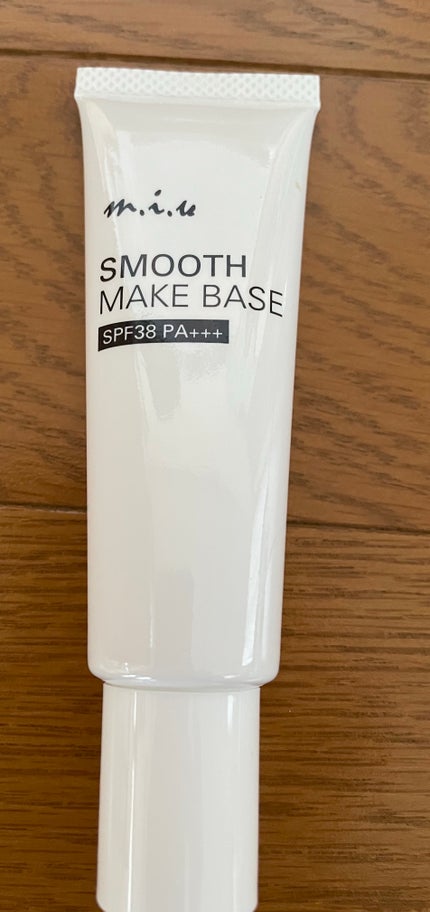 m.i.u
SMOOTH
MAKE BASE
SPF38 PA+++